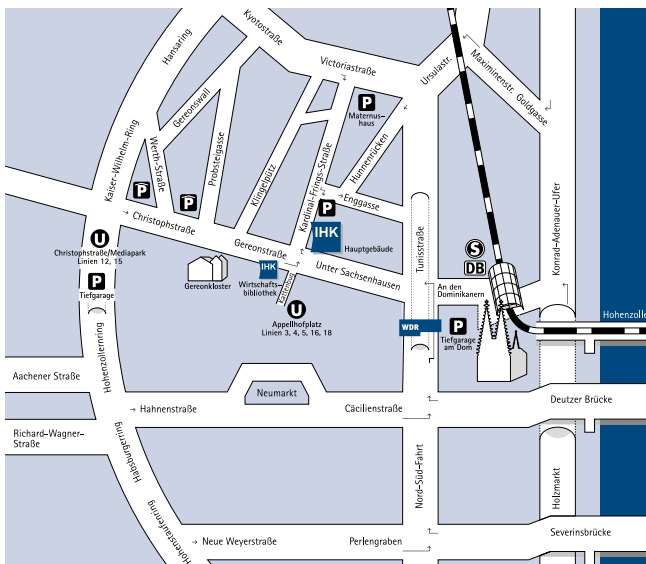 Kyotostraße
Hansaring
Victoriastraße
Ursulastr.
Maximinenstr.
Goldgasse
Gereonswall
P
Maternus-
haus
Kaiser-Wilhelm-Ring
Werth-Straße
Probsteigasse
Klingelpütz
Kardinal-Frings-Straße
Hunnenrücken
Konrad-Adenauer-Ufer
P
P
P
Enggasse
Christophstraße
U
Christophstraße/Mediapark
Linien 12, 15
Gereonstraße
IHK
Hauptgebäude
Tunisstraße
S
DB
P
Tiefgarage
Gereonkloster
IHK
Wirtschafts-
bibliothek
Kattenbug
Unter Sachsenhausen
An den
Dominikanern
U
Appellhofplatz
Linien 3, 4, 5, 16, 18
WDR
P
Tiefgarage
am Dom
Hohenzolle
Hohenzollernring
Aachener Straße
Neumarkt
Hahnenstraße
Cäcilienstraße
Deutzer Brücke
Richard-Wagner-
Straße
Habsburgerring
Nord-Süd-Fahrt
Holzmarkt
Hohenstaufenring
Neue Weyerstraße
Perlengraben
Severinsbrücke